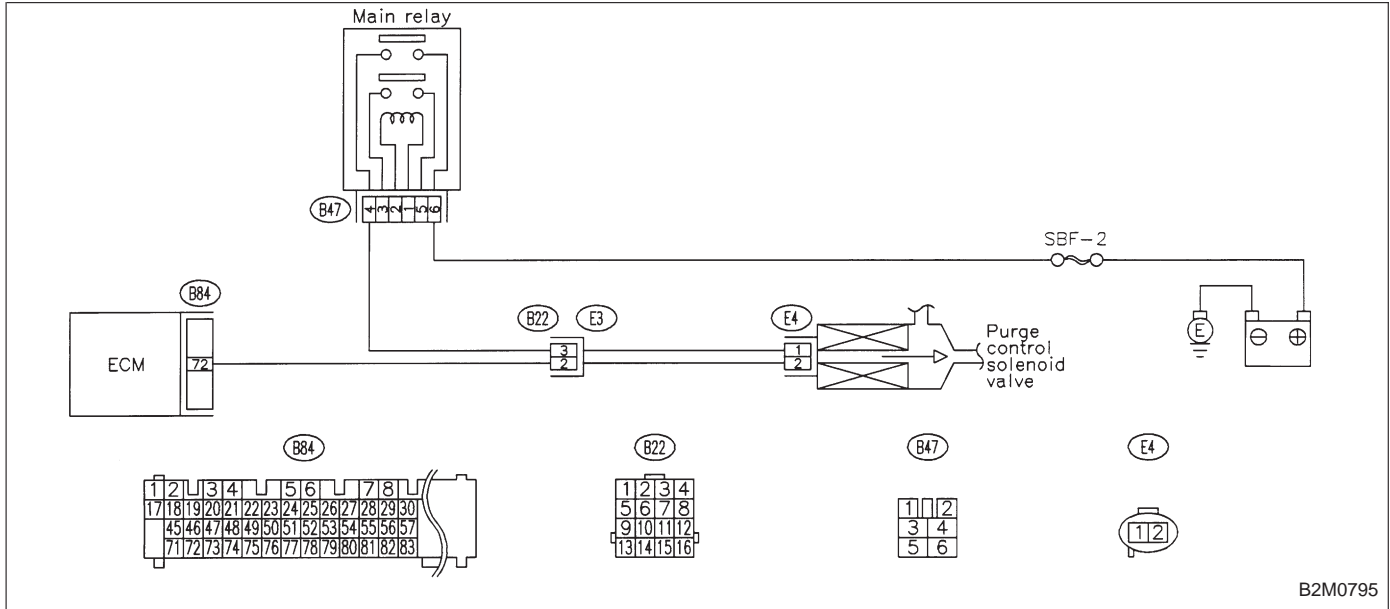 Main relay
B47
4 3 2 1 5 6
SBF-2
B84
B22
E3
E4
E
⊖ ⊕
ECM
72
3
2
1
2
Purge
control
solenoid
valve
B84
B22
B47
E4
1 2 3 4 5 6 7 8
17 18 19 20 21 22 23 24 25 26 27 28 29 30
45 46 47 48 49 50 51 52 53 54 55 56 57
71 72 73 74 75 76 77 78 79 80 81 82 83
1 2 3 4
5 6 7 8
9 10 11 12
13 14 15 16
1 2
3 4
5 6
1 2
B2M0795